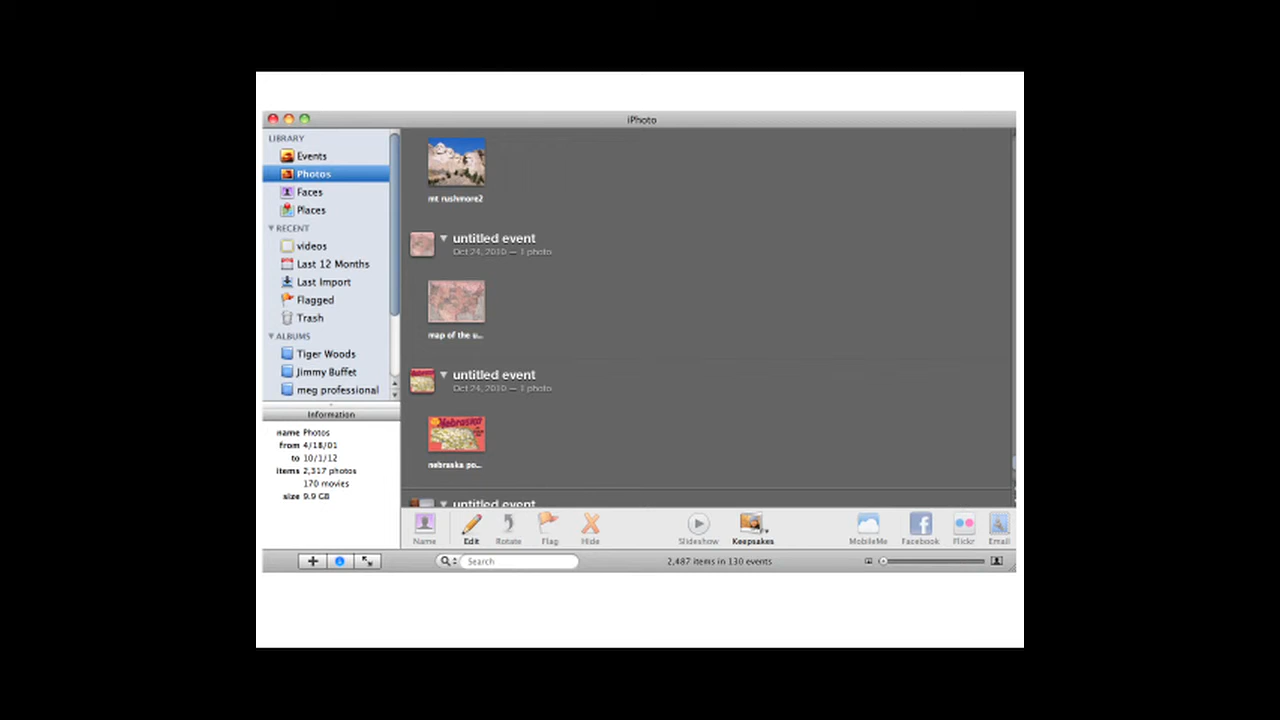 iPhoto
LIBRARY
Events
Photos
Faces
Places
RECENT
videos
Last 12 Months
Last Import
Flagged
Trash
ALBUMS
Tiger Woods
Jimmy Buffet
meg professional
Information
name Photos
from 4/18/01
to 10/1/12
items 2,317 photos
170 movies
size 9.9 GB
mt rushmore2
untitled event
Oct 24, 2010 — 1 photo
map of the u...
untitled event
Oct 24, 2010 — 1 photo
Nebraska
nebraska po...
untitled event
Name
Edit
Rotate
Flag
Hide
Slideshow
Keepsakes
MobileMe
Facebook
Flickr
Email
Search
2,487 items in 130 events